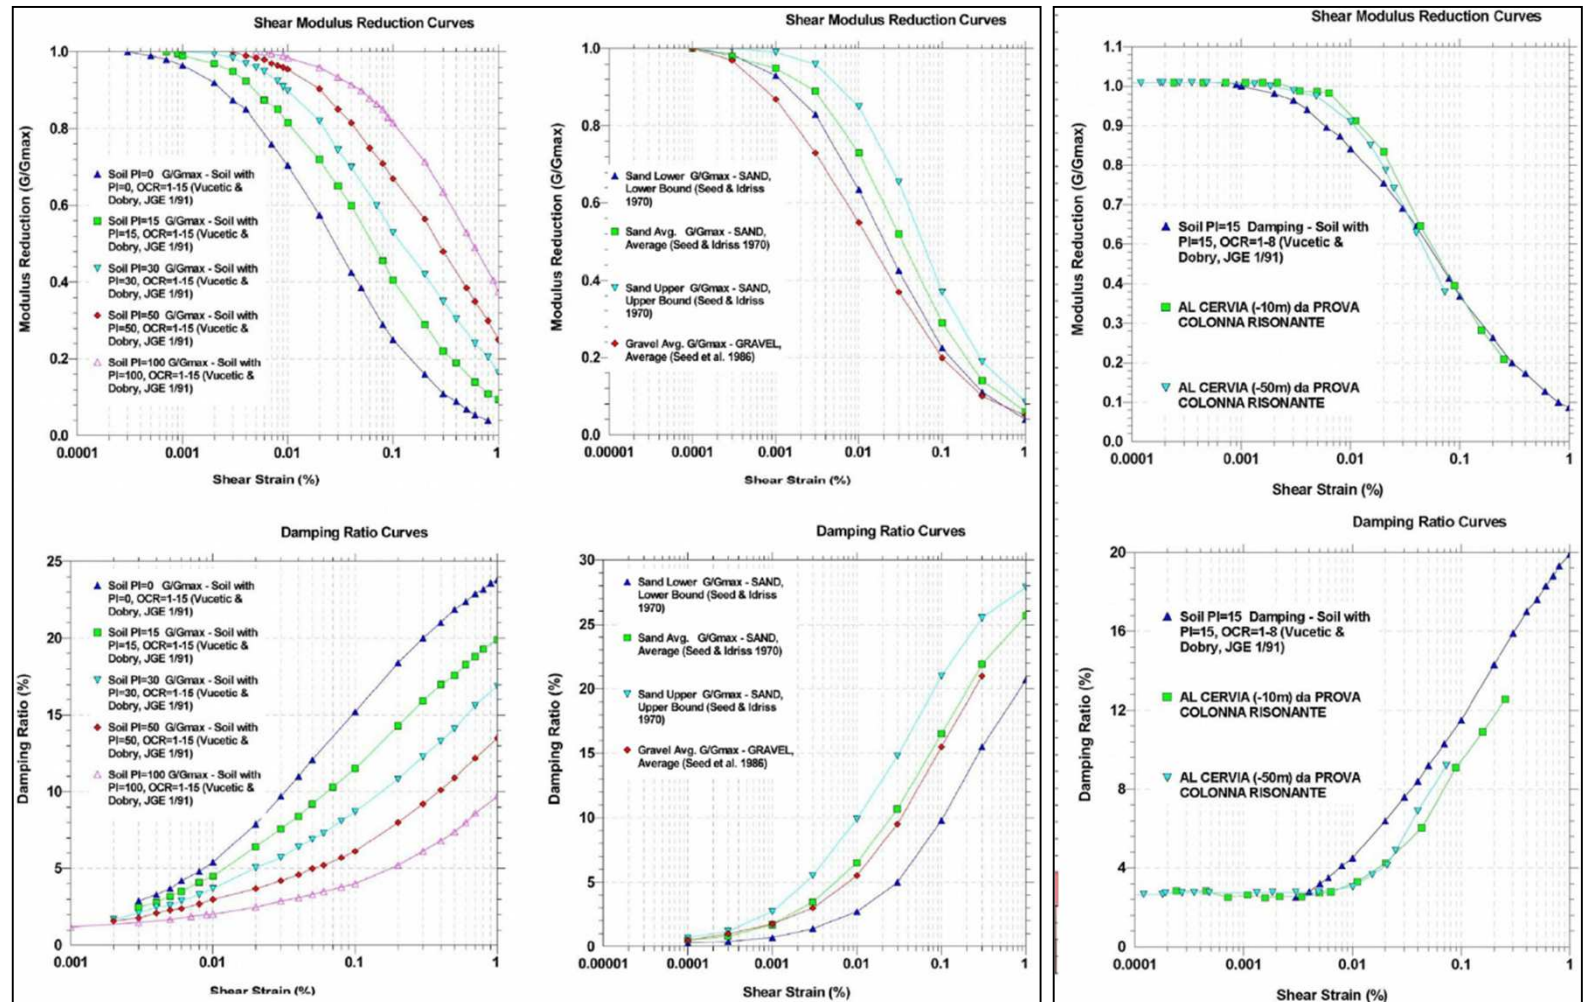 Shear Modulus Reduction Curves
Modulus Reduction (G/Gmax)
1.0
0.8
0.6
0.4
0.2
0.0
Soil PI=0 G/Gmax - Soil with
PI=0, OCR=1-15 (Vucetic &
Dobry, JGE 1/91)
Soil PI=15 G/Gmax - Soil with
PI=15, OCR=1-15 (Vucetic &
Dobry, JGE 1/91)
Soil PI=30 G/Gmax - Soil with
PI=30, OCR=1-15 (Vucetic &
Dobry, JGE 1/91)
Soil PI=50 G/Gmax - Soil with
PI=50, OCR=1-15 (Vucetic &
Dobry, JGE 1/91)
Soil PI=100 G/Gmax - Soil with
PI=100, OCR=1-15 (Vucetic &
Dobry, JGE 1/91)
0.0001 0.001 0.01 0.1 1
Shear Strain (%)
Shear Modulus Reduction Curves
Modulus Reduction (G/Gmax)
1.0
0.8
0.6
0.4
0.2
0.0
Sand Lower G/Gmax - SAND,
Lower Bound (Seed & Idriss
1970)
Sand Avg. G/Gmax - SAND,
Average (Seed & Idriss 1970)
Sand Upper G/Gmax - SAND,
Upper Bound (Seed & Idriss
1970)
Gravel Avg. G/Gmax - GRAVEL,
Average (Seed et al. 1986)
0.00001 0.0001 0.001 0.01 0.1 1
Shear Strain (%)
Shear Modulus Reduction Curves
Modulus Reduction (G/Gmax)
1.1
1.0
0.9
0.8
0.7
0.6
0.5
0.4
0.3
0.2
0.1
0.0
Soil PI=15 Damping - Soil with
PI=15, OCR=1-8 (Vucetic &
Dobry, JGE 1/91)
AL CERVIA (-10m) da PROVA
COLONNA RISONANTE
AL CERVIA (-50m) da PROVA
COLONNA RISONANTE
0.0001 0.001 0.01 0.1 1
Shear Strain (%)
Damping Ratio Curves
Damping Ratio (%)
25
20
15
10
5
0
Soil PI=0 G/Gmax - Soil with
PI=0, OCR=1-15 (Vucetic &
Dobry, JGE 1/91)
Soil PI=15 G/Gmax - Soil with
PI=15, OCR=1-15 (Vucetic &
Dobry, JGE 1/91)
Soil PI=30 G/Gmax - Soil with
PI=30, OCR=1-15 (Vucetic &
Dobry, JGE 1/91)
Soil PI=50 G/Gmax - Soil with
PI=50, OCR=1-15 (Vucetic &
Dobry, JGE 1/91)
Soil PI=100 G/Gmax - Soil with
PI=100, OCR=1-15 (Vucetic &
Dobry, JGE 1/91)
0.001 0.01 0.1 1
Shear Strain (%)
Damping Ratio Curves
Damping Ratio (%)
30
25
20
15
10
5
0
Sand Lower G/Gmax - SAND,
Lower Bound (Seed & Idriss
1970)
Sand Avg. G/Gmax - SAND,
Average (Seed & Idriss 1970)
Sand Upper G/Gmax - SAND,
Upper Bound (Seed & Idriss
1970)
Gravel Avg. G/Gmax - GRAVEL,
Average (Seed et al. 1986)
0.00001 0.0001 0.001 0.01 0.1 1
Shear Strain (%)
Damping Ratio Curves
Damping Ratio (%)
20
16
12
8
4
0
Soil PI=15 Damping - Soil with
PI=15, OCR=1-8 (Vucetic &
Dobry, JGE 1/91)
AL CERVIA (-10m) da PROVA
COLONNA RISONANTE
AL CERVIA (-50m) da PROVA
COLONNA RISONANTE
0.0001 0.001 0.01 0.1 1
Shear Strain (%)